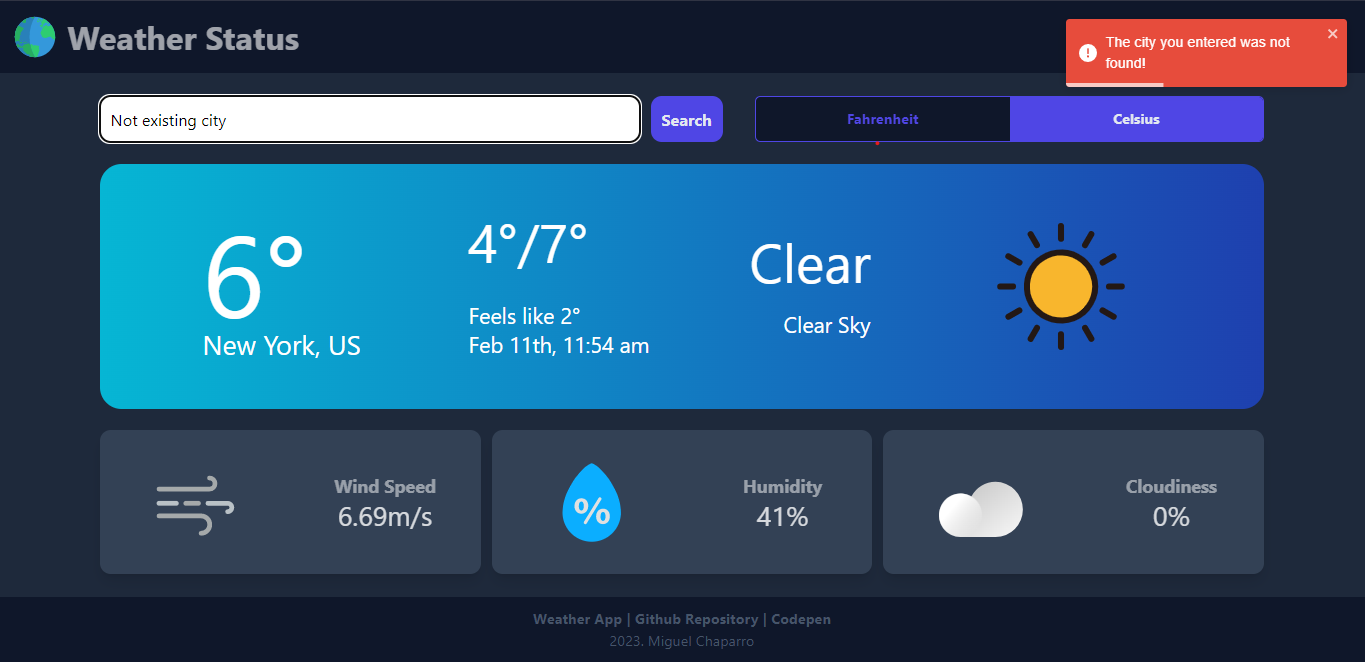 Weather Status
The city you entered was not
found!
Not existing city
Search
Fahrenheit
Celsius
6°
New York, US
4°/7°
Feels like 2°
Feb 11th, 11:54 am
Clear
Clear Sky
Wind Speed
6.69m/s
%
Humidity
41%
Cloudiness
0%
Weather App | Github Repository | Codepen
2023. Miguel Chaparro